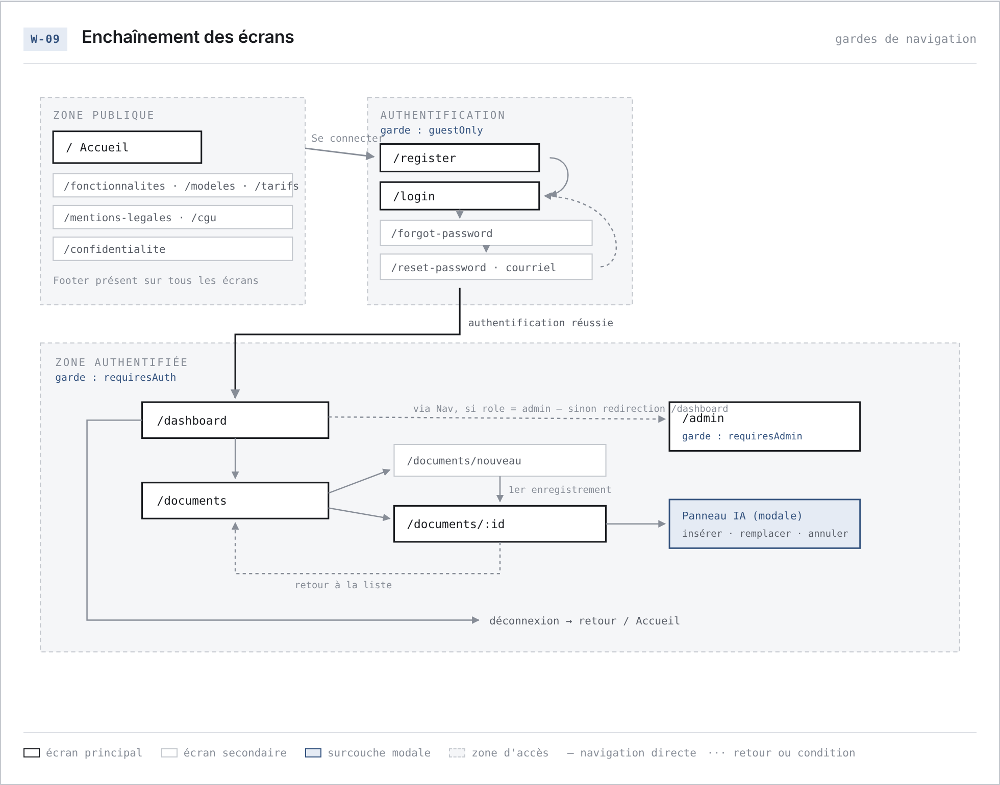 W-09 Enchaînement des écrans
gardes de navigation
ZONE PUBLIQUE
/ Accueil
/fonctionnalites · /modeles · /tarifs
/mentions-legales · /cgu
/confidentialite
Footer présent sur tous les écrans
Se connecter
AUTHENTIFICATION
garde : guestOnly
/register
/login
/forgot-password
/reset-password · courriel
authentification réussie
ZONE AUTHENTIFIÉE
garde : requiresAuth
/dashboard
via Nav, si role = admin — sinon redirection /dashboard
/admin
garde : requiresAdmin
/documents/nouveau
1er enregistrement
/documents
/documents/:id
Panneau IA (modale)
insérer · remplacer · annuler
retour à la liste
déconnexion → retour / Accueil
écran principal
écran secondaire
surcouche modale
zone d'accès
— navigation directe
··· retour ou condition